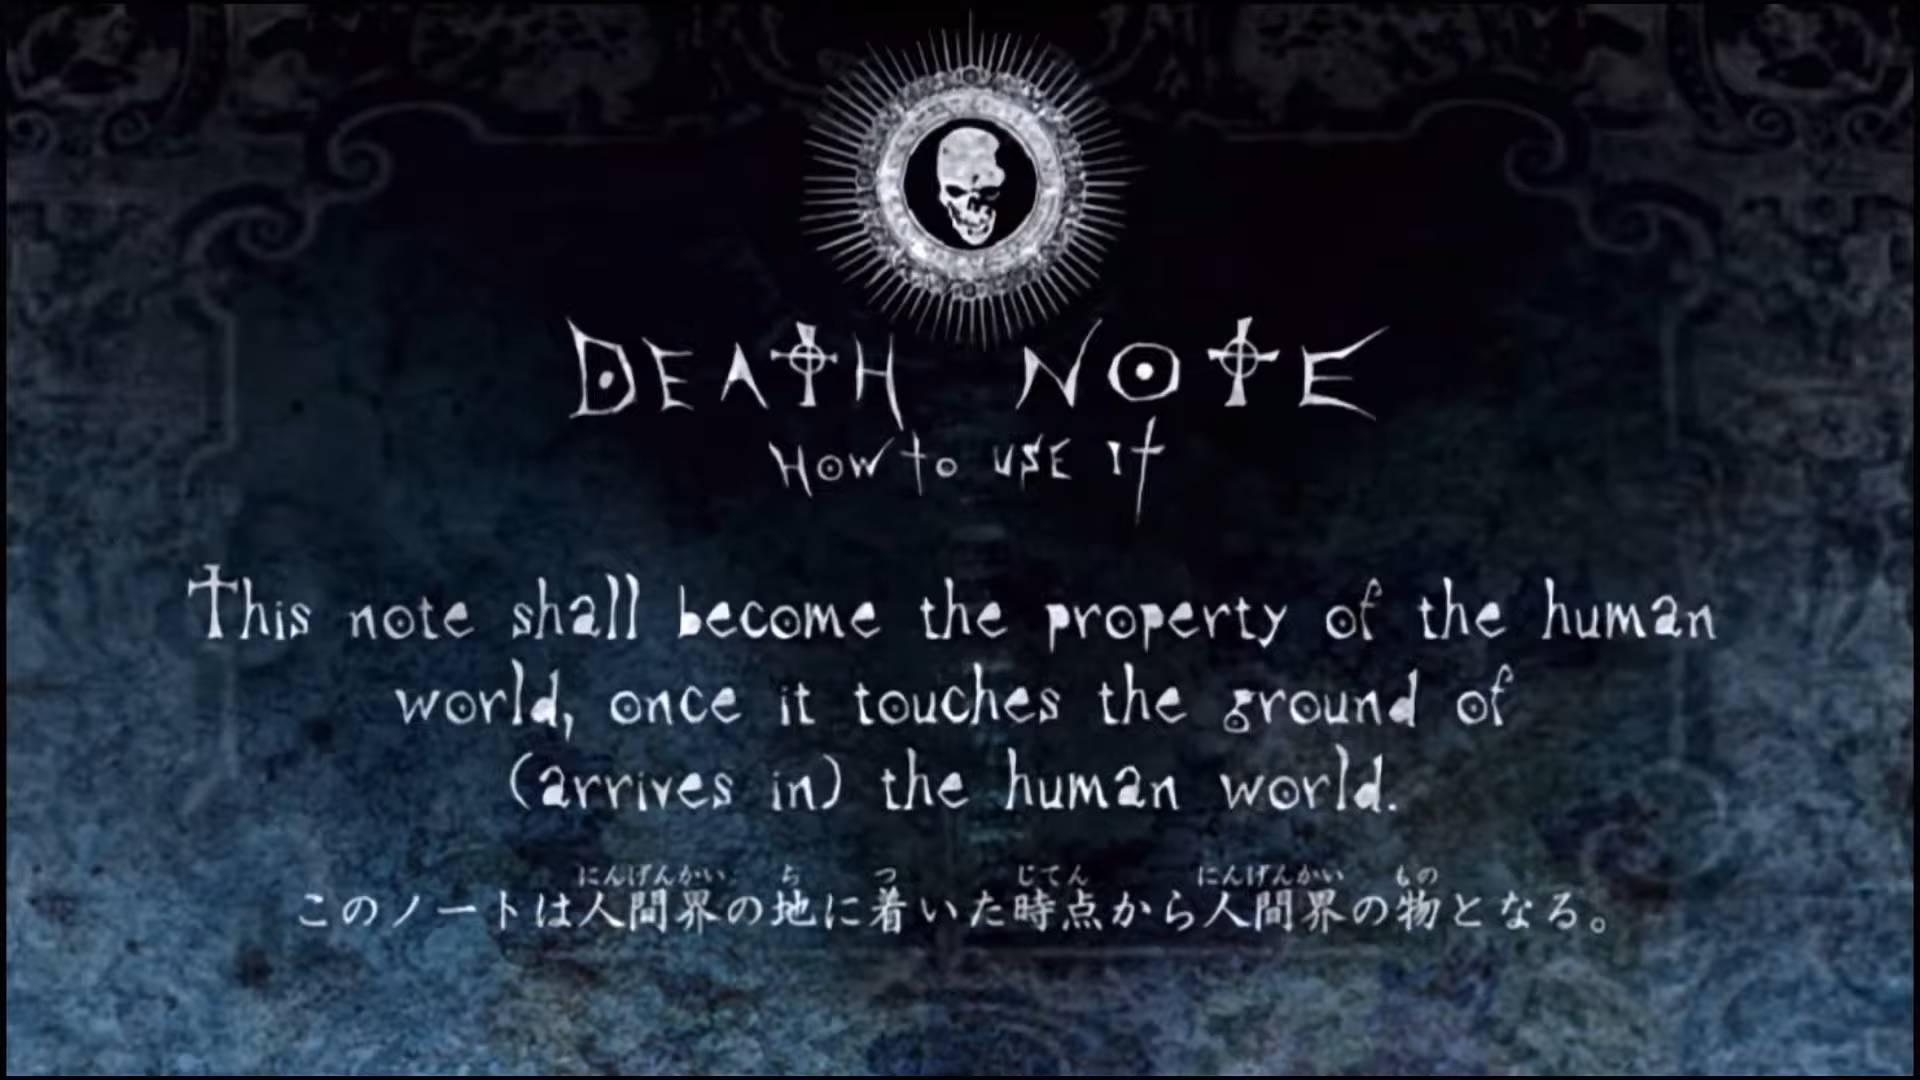 DEATH NOTE
HOW to USE It
This note shall become the property of the human
world, once it touches the ground of
(arrives in) the human world.
にんげんかい ち つ じてん にんげんかい もの
このノートは人間界の地に着いた時点から人間界の物となる。